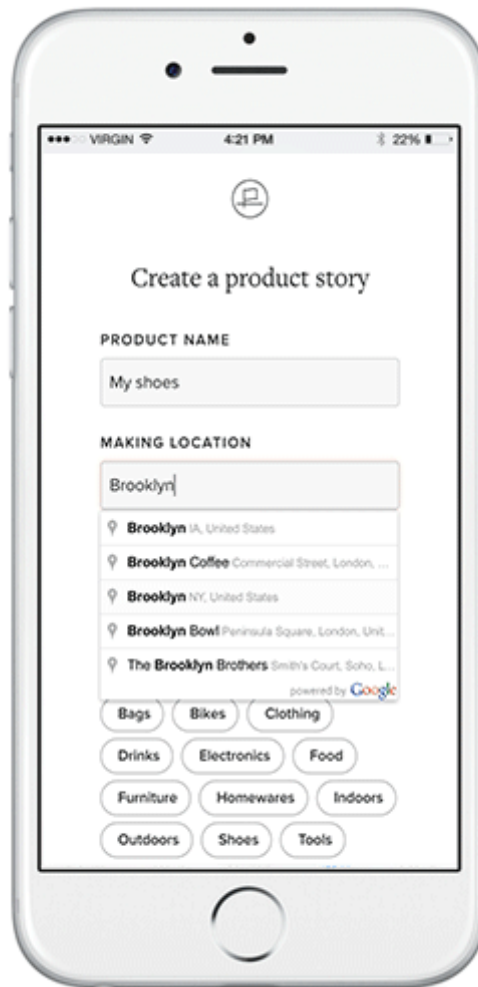 VIRGIN 4:21 PM 22%
Create a product story
PRODUCT NAME
My shoes
MAKING LOCATION
Brooklyn
Brooklyn IA, United States
Brooklyn Coffee Commercial Street, London, ...
Brooklyn NY, United States
Brooklyn Bowl Peninsula Square, London, Unit...
The Brooklyn Brothers Smith's Court, Soho, L...
powered by Google
Bags Bikes Clothing
Drinks Electronics Food
Furniture Homewares Indoors
Outdoors Shoes Tools